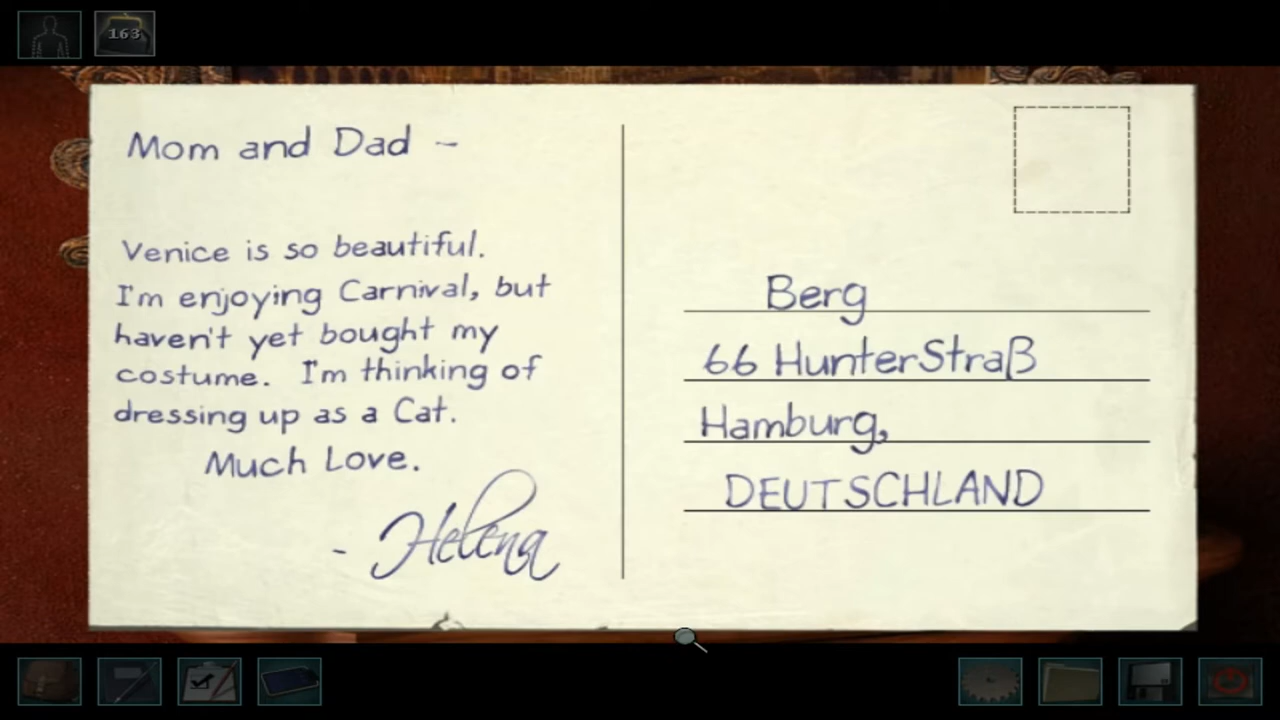 163
Mom and Dad -
Venice is so beautiful.
I'm enjoying Carnival, but
haven't yet bought my
costume. I'm thinking of
dressing up as a Cat.
Much Love.
- Helena
Berg
66 HunterStraß
Hamburg,
DEUTSCHLAND